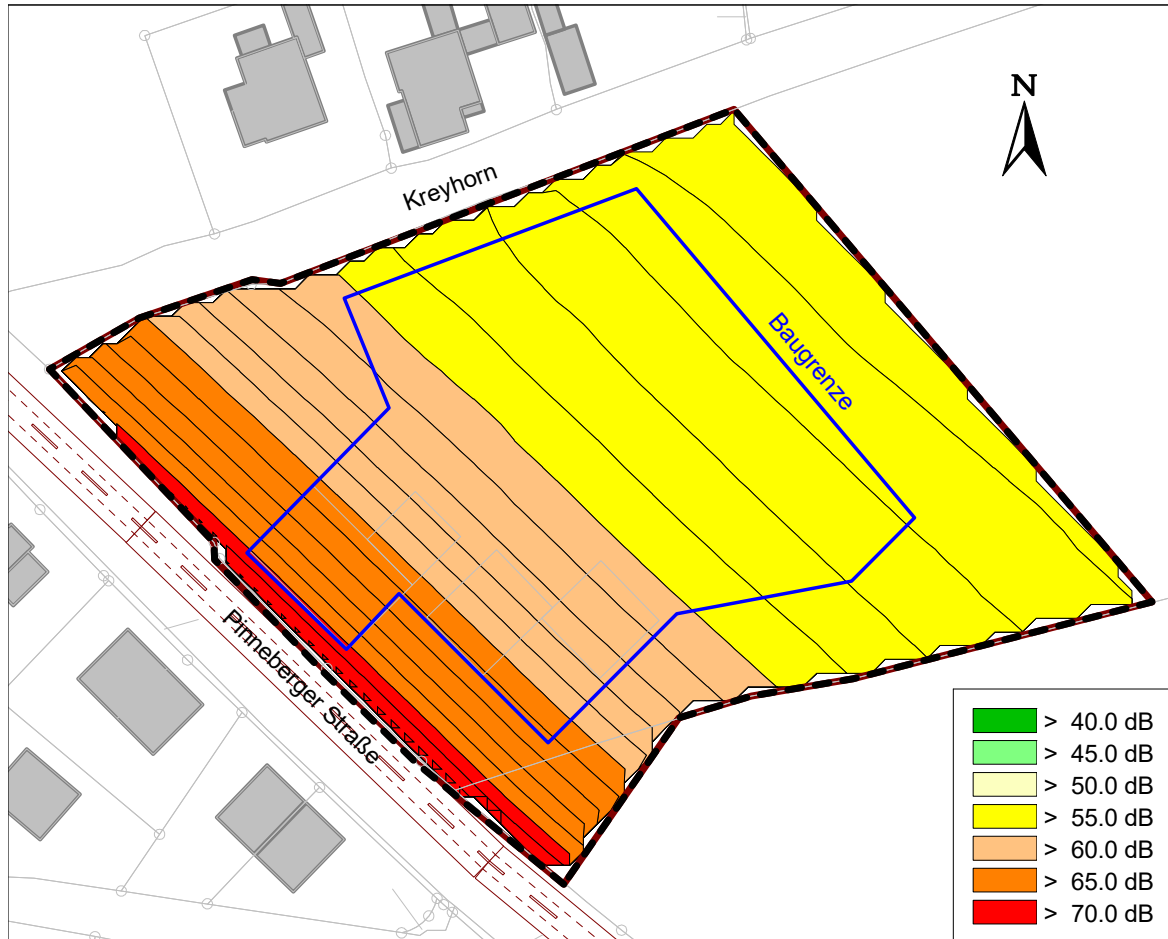 N
Kreyhorn
Baugrenze
Pinneberger Straße
> 40.0 dB
> 45.0 dB
> 50.0 dB
> 55.0 dB
> 60.0 dB
> 65.0 dB
> 70.0 dB